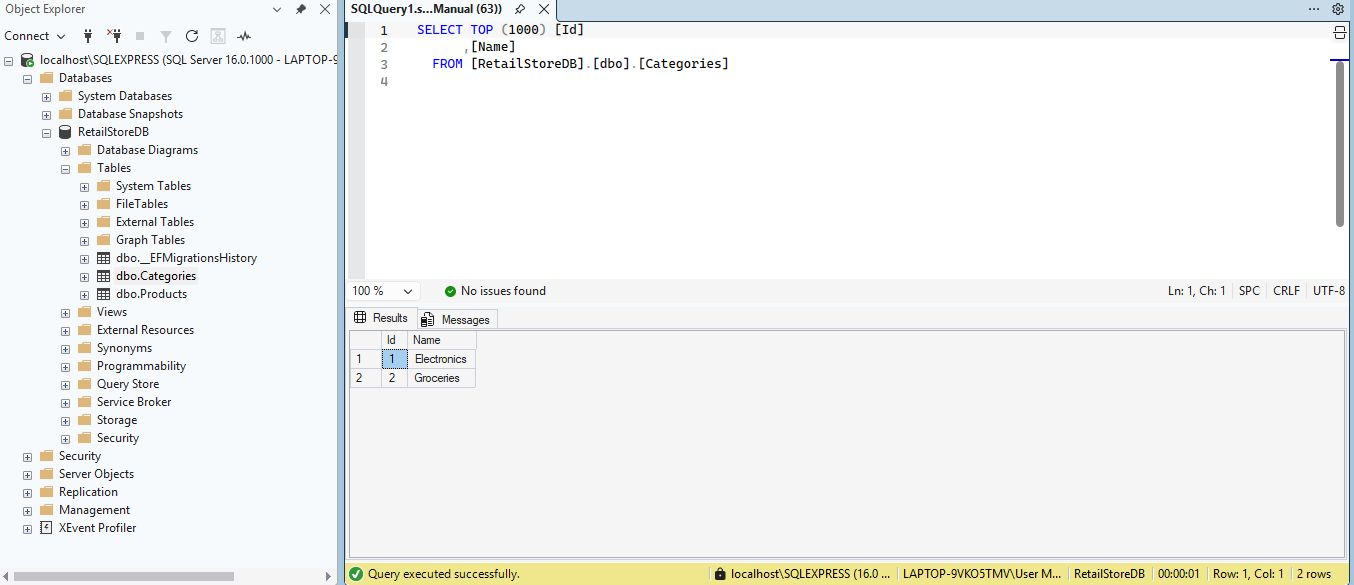 Object Explorer
Connect
localhost\SQLEXPRESS (SQL Server 16.0.1000 - LAPTOP-9
Databases
System Databases
Database Snapshots
RetailStoreDB
Database Diagrams
Tables
System Tables
FileTables
External Tables
Graph Tables
dbo.__EFMigrationsHistory
dbo.Categories
dbo.Products
Views
External Resources
Synonyms
Programmability
Query Store
Service Broker
Storage
Security
Security
Server Objects
Replication
Management
XEvent Profiler
SQLQuery1.s...Manual (63))
1 SELECT TOP (1000) [Id]
2 ,[Name]
3 FROM [RetailStoreDB].[dbo].[Categories]
4
100 % No issues found Ln: 1, Ch: 1 SPC CRLF UTF-8
Results Messages
Id Name
1 1 Electronics
2 2 Groceries
Query executed successfully. localhost\SQLEXPRESS (16.0 ... LAPTOP-9VKO5TMV\User M... RetailStoreDB 00:00:01 Row: 1, Col: 1 2 rows